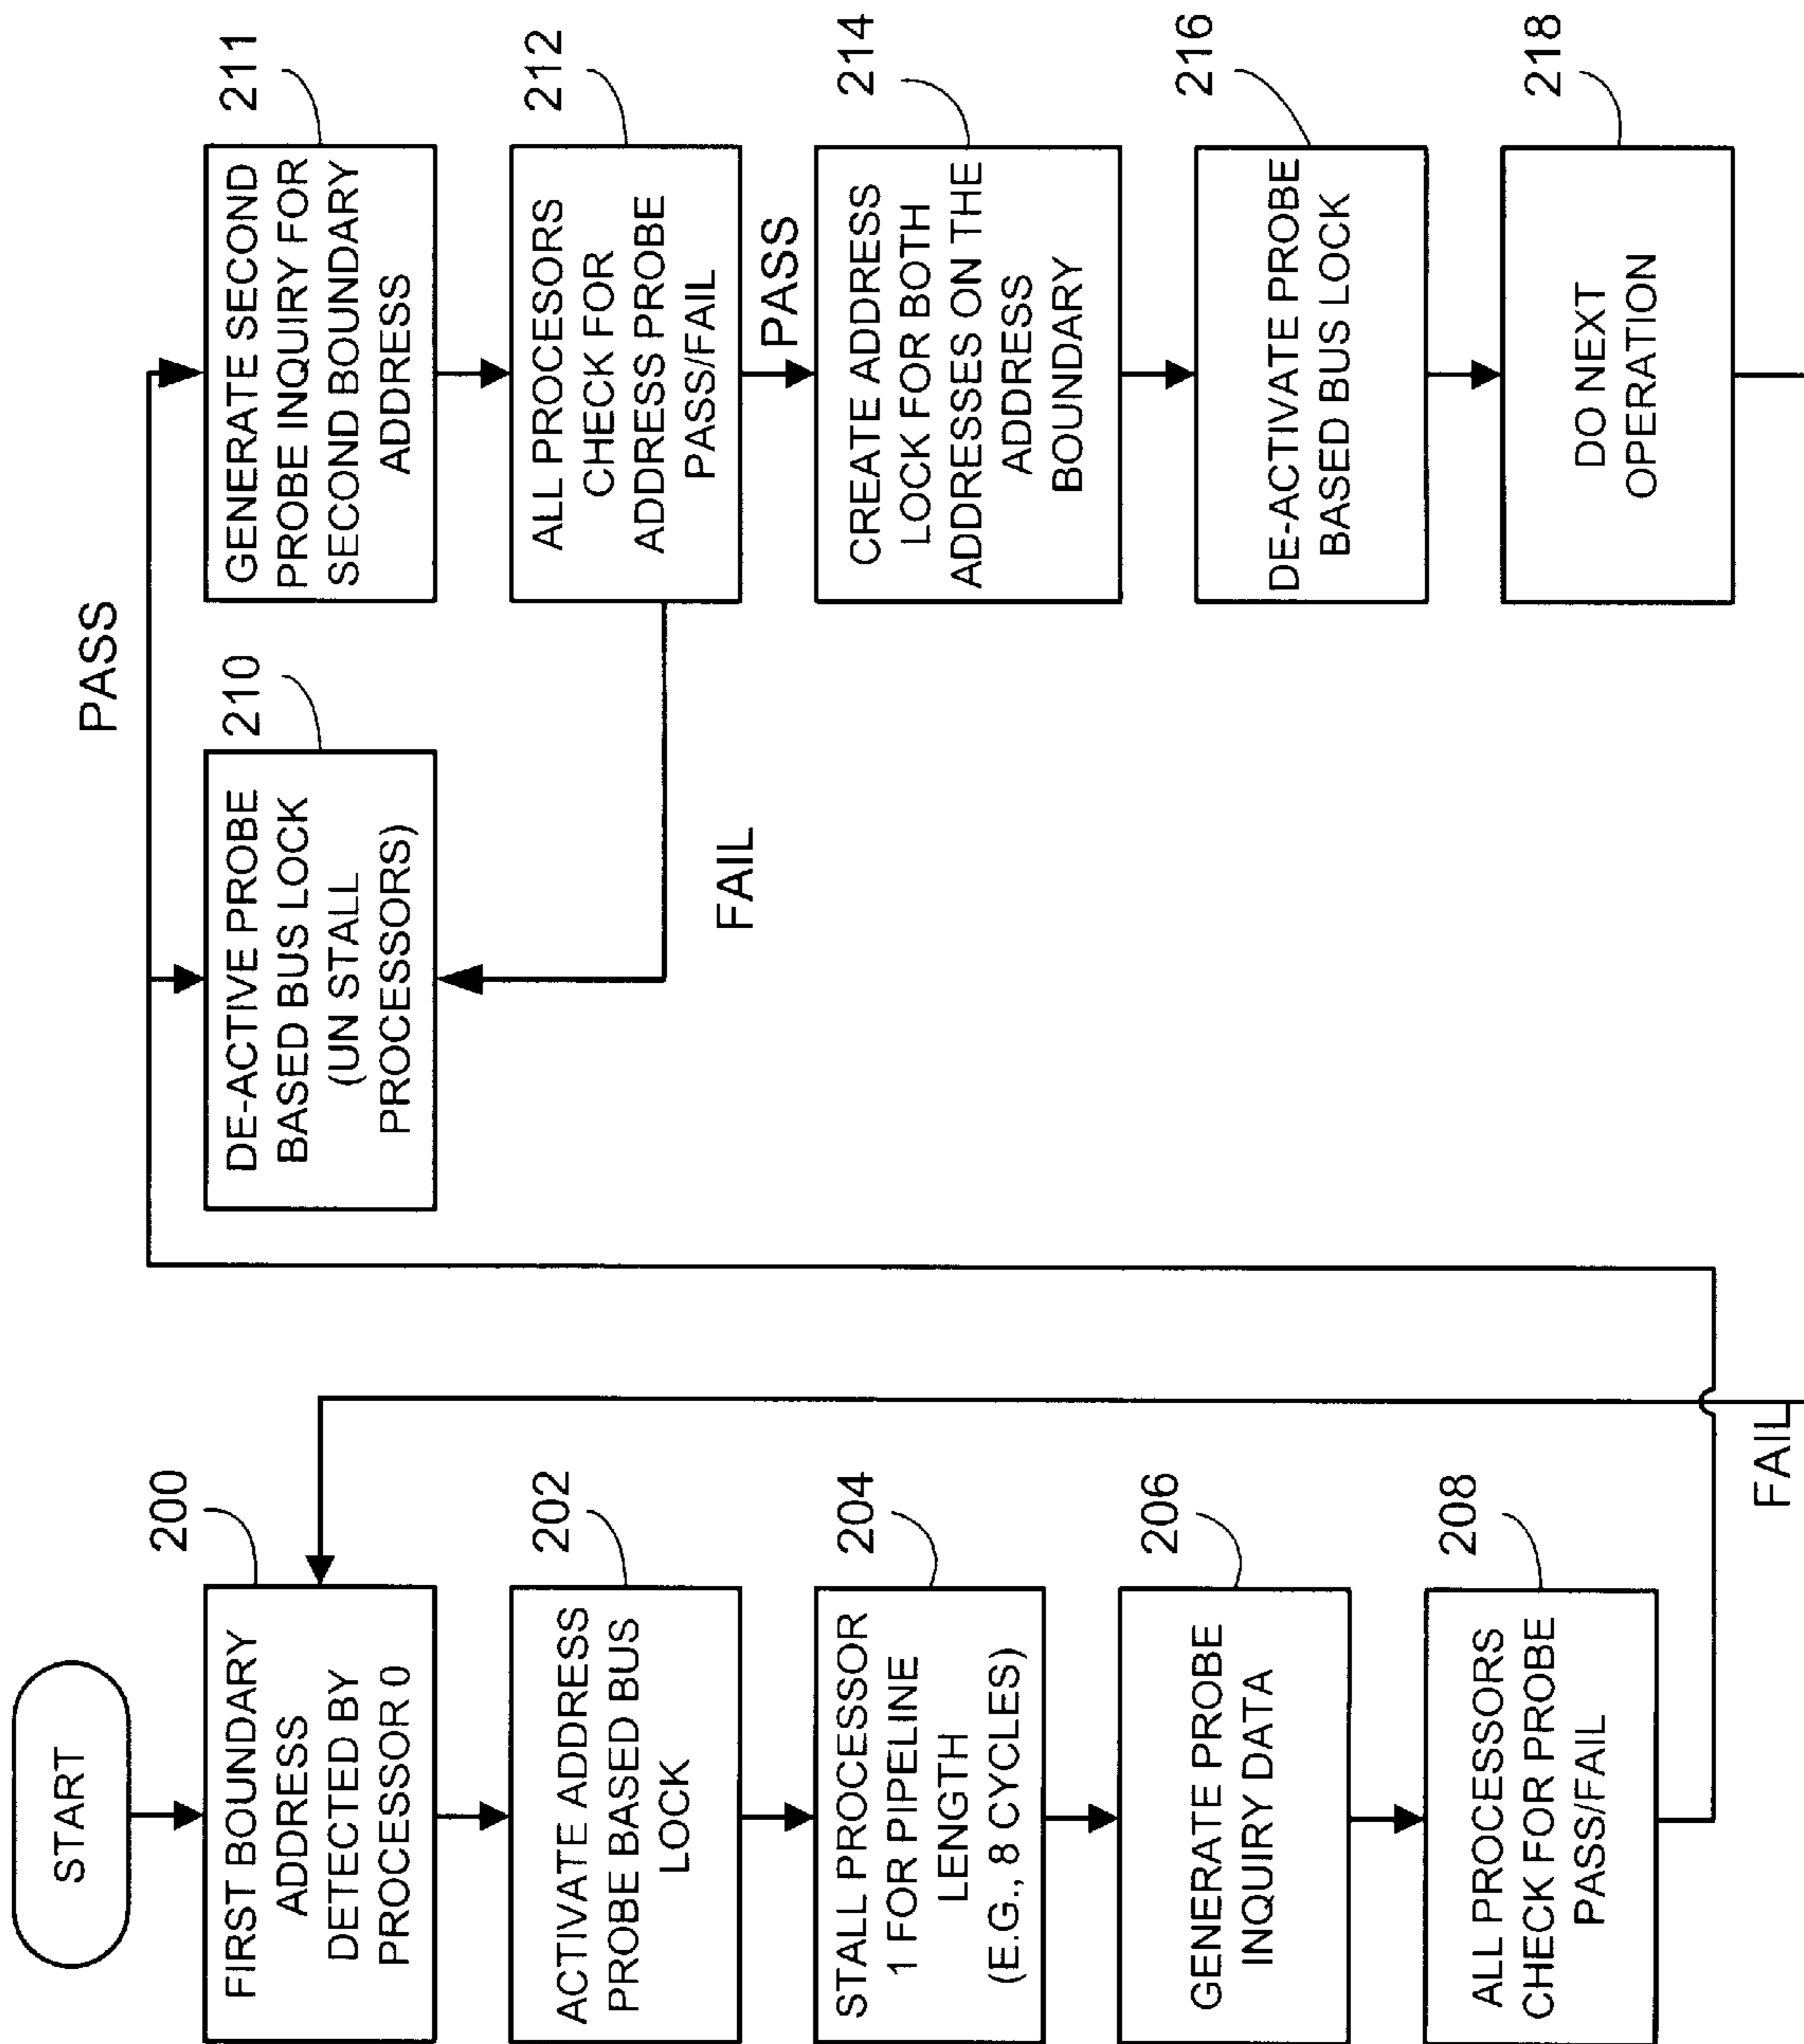 START
200
FIRST BOUNDARY
ADDRESS
DETECTED BY
PROCESSOR 0
202
ACTIVATE ADDRESS
PROBE BASED BUS
LOCK
204
STALL PROCESSOR
1 FOR PIPELINE
LENGTH
(E.G., 8 CYCLES)
206
GENERATE PROBE
INQUIRY DATA
208
ALL PROCESSORS
CHECK FOR PROBE
PASS/FAIL
FAIL
PASS
210
DE-ACTIVE PROBE
BASED BUS LOCK
(UN STALL
PROCESSORS)
FAIL
211
GENERATE SECOND
PROBE INQUIRY FOR
SECOND BOUNDARY
ADDRESS
212
ALL PROCESSORS
CHECK FOR
ADDRESS PROBE
PASS/FAIL
PASS
214
CREATE ADDRESS
LOCK FOR BOTH
ADDRESSES ON THE
ADDRESS
BOUNDARY
216
DE-ACTIVATE PROBE
BASED BUS LOCK
218
DO NEXT
OPERATION